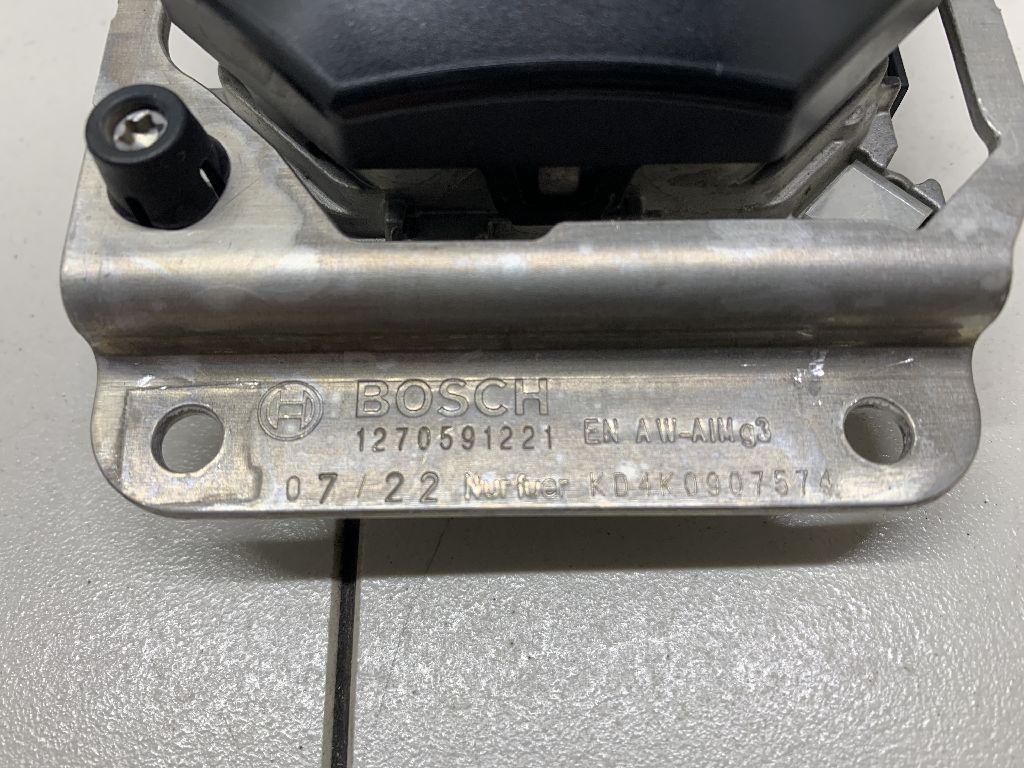 BOSCH
1270591221 EN AW-AlMg3
07/22 Nur fuer KD4K0907574